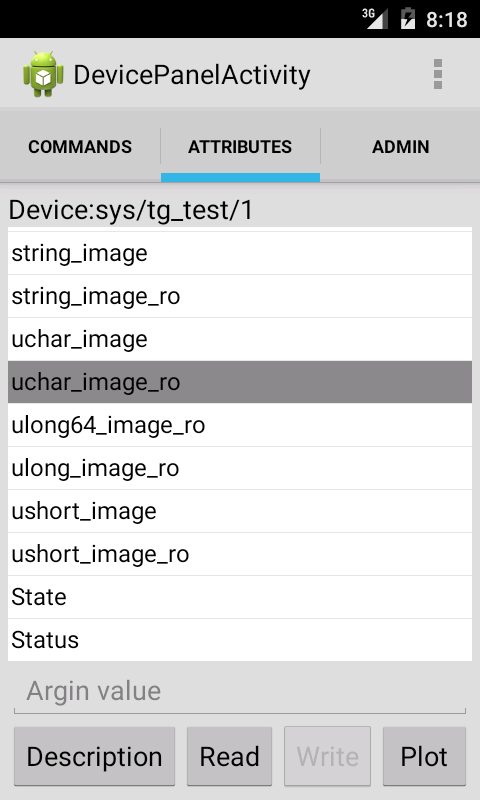 3G 8:18
DevicePanelActivity
COMMANDS ATTRIBUTES ADMIN
Device:sys/tg_test/1
string_image
string_image_ro
uchar_image
uchar_image_ro
ulong64_image_ro
ulong_image_ro
ushort_image
ushort_image_ro
State
Status
Argin value
Description Read Write Plot